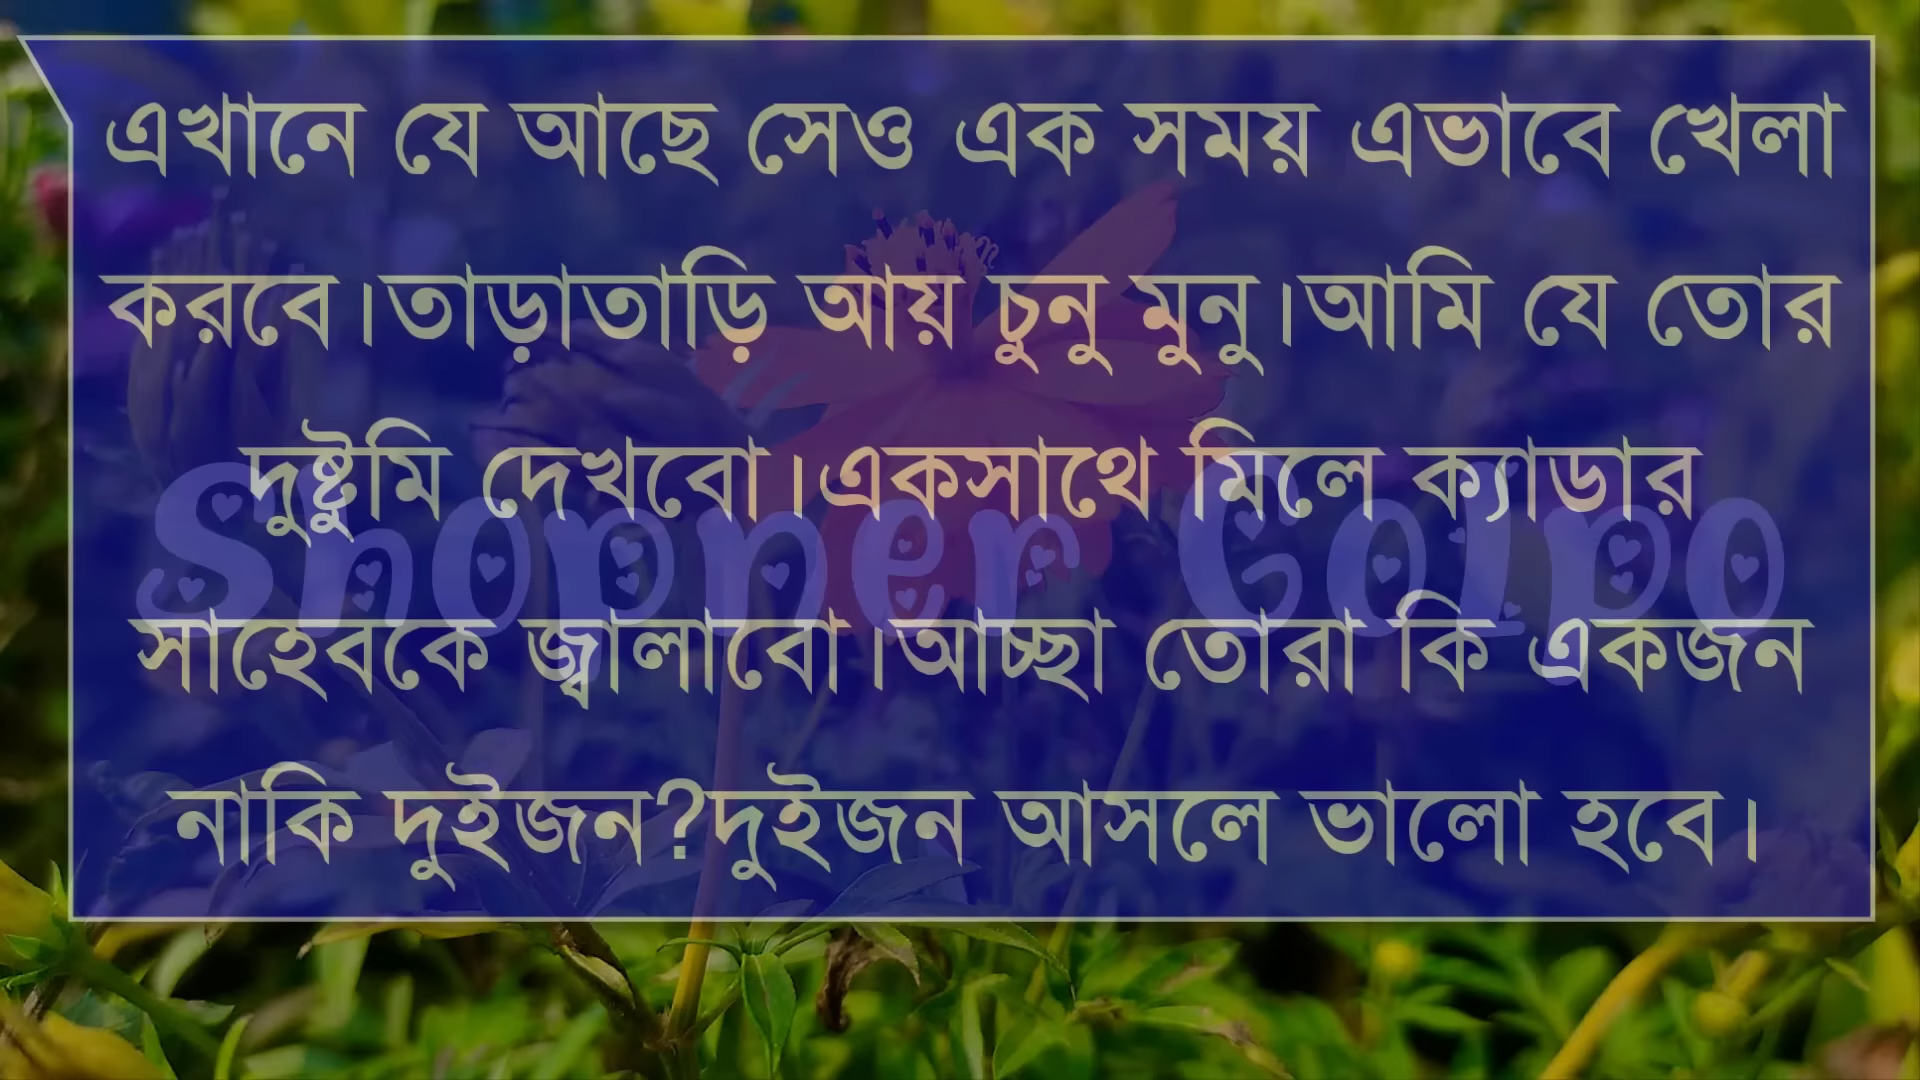 এখানে যে আছে সেও এক সময় এভাবে খেলা
করবে।তাড়াতাড়ি আয় চুনু মুনু।আমি যে তোর
দুষ্টুমি দেখবো।একসাথে মিলে ক্যাডার
Shopner Golpo
সাহেবকে জ্বালাবো।আচ্ছা তোরা কি একজন
নাকি দুইজন?দুইজন আসলে ভালো হবে।